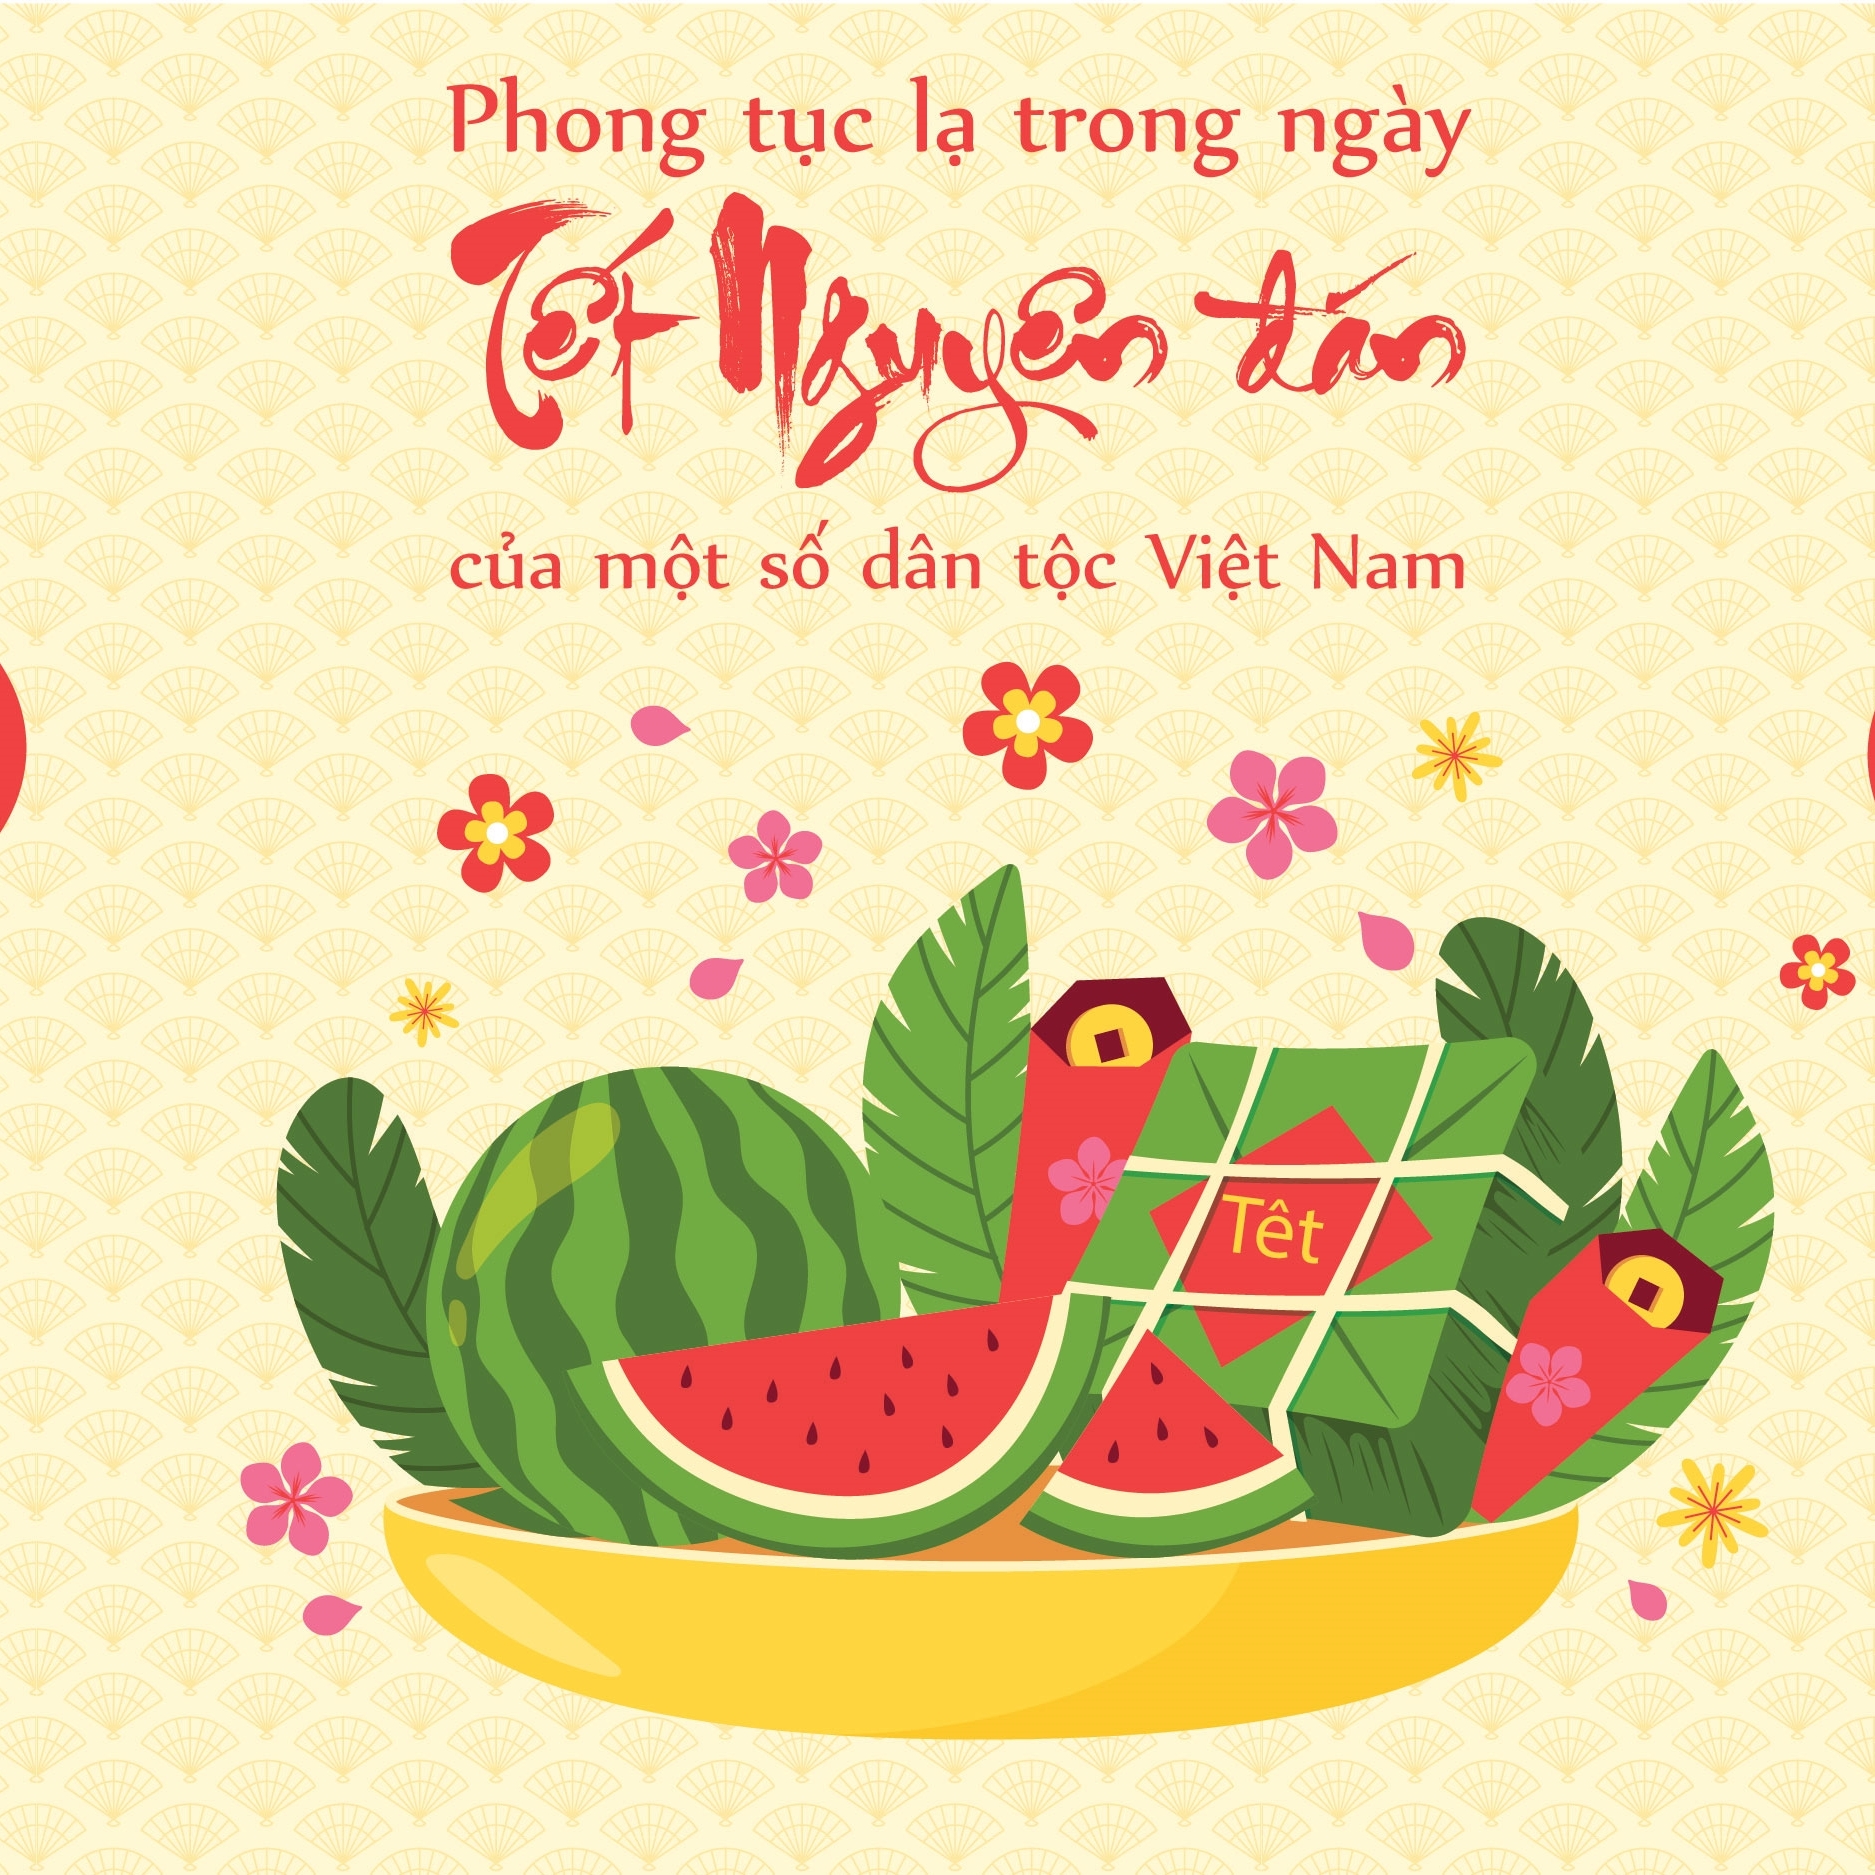 Phong tục lạ trong ngày
Tết Nguyên đán
của một số dân tộc Việt Nam
Têt